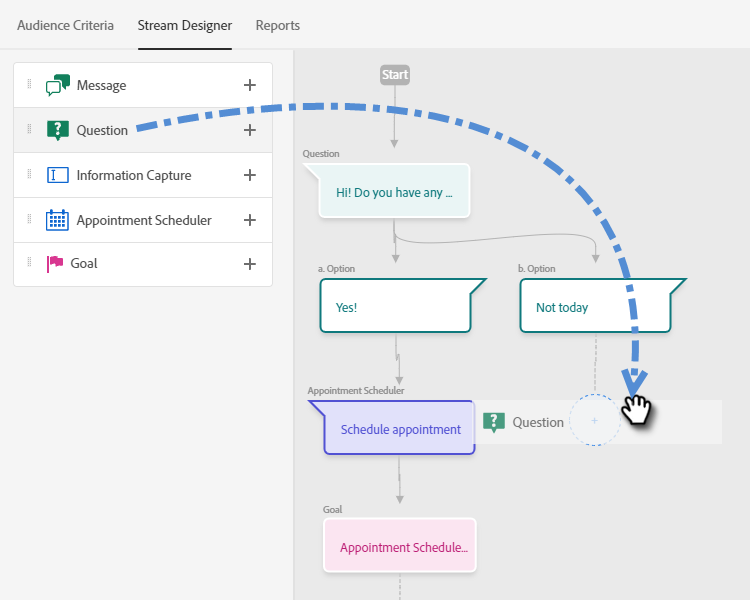 Audience Criteria Stream Designer Reports
Message
Question
Information Capture
Appointment Scheduler
Goal
Start
Question
Hi! Do you have any ...
a. Option
Yes!
b. Option
Not today
Appointment Scheduler
Schedule appointment
Question
Goal
Appointment Schedule...